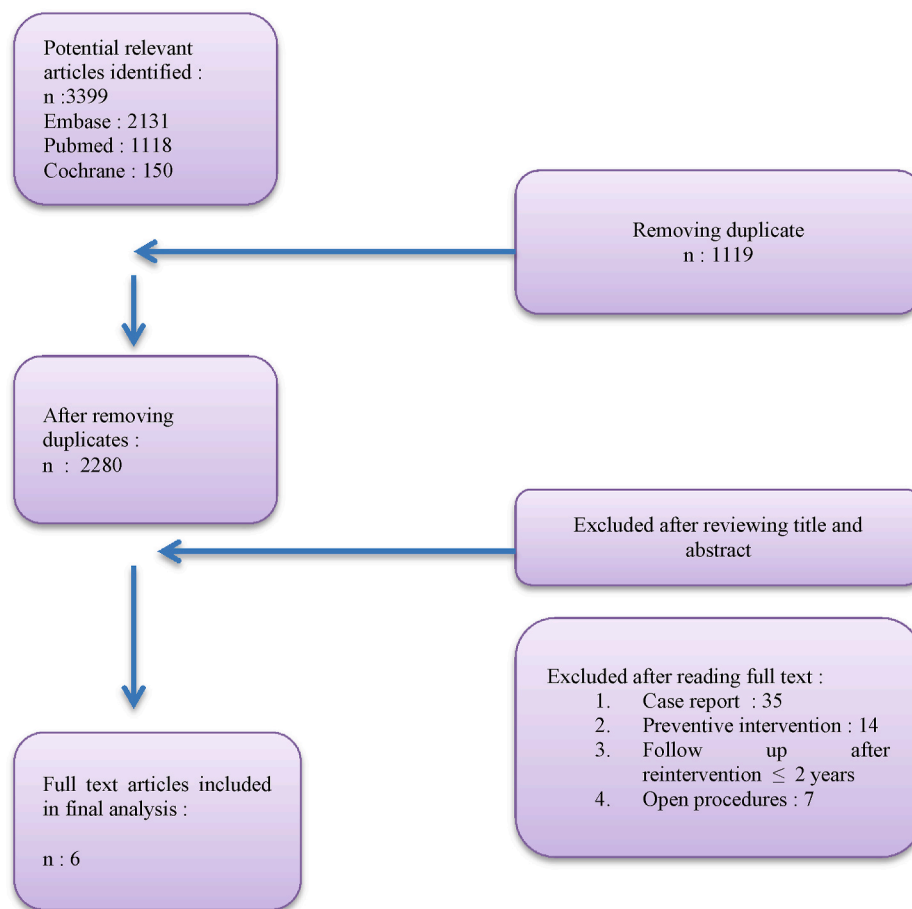 Potential relevant
articles identified :
n :3399
Embase : 2131
Pubmed : 1118
Cochrane : 150
Removing duplicate
n : 1119
After removing
duplicates :
n : 2280
Excluded after reviewing title and
abstract
Excluded after reading full text :
1. Case report : 35
2. Preventive intervention : 14
3. Follow up after
reintervention ≤ 2 years
4. Open procedures : 7
Full text articles included
in final analysis :
n : 6